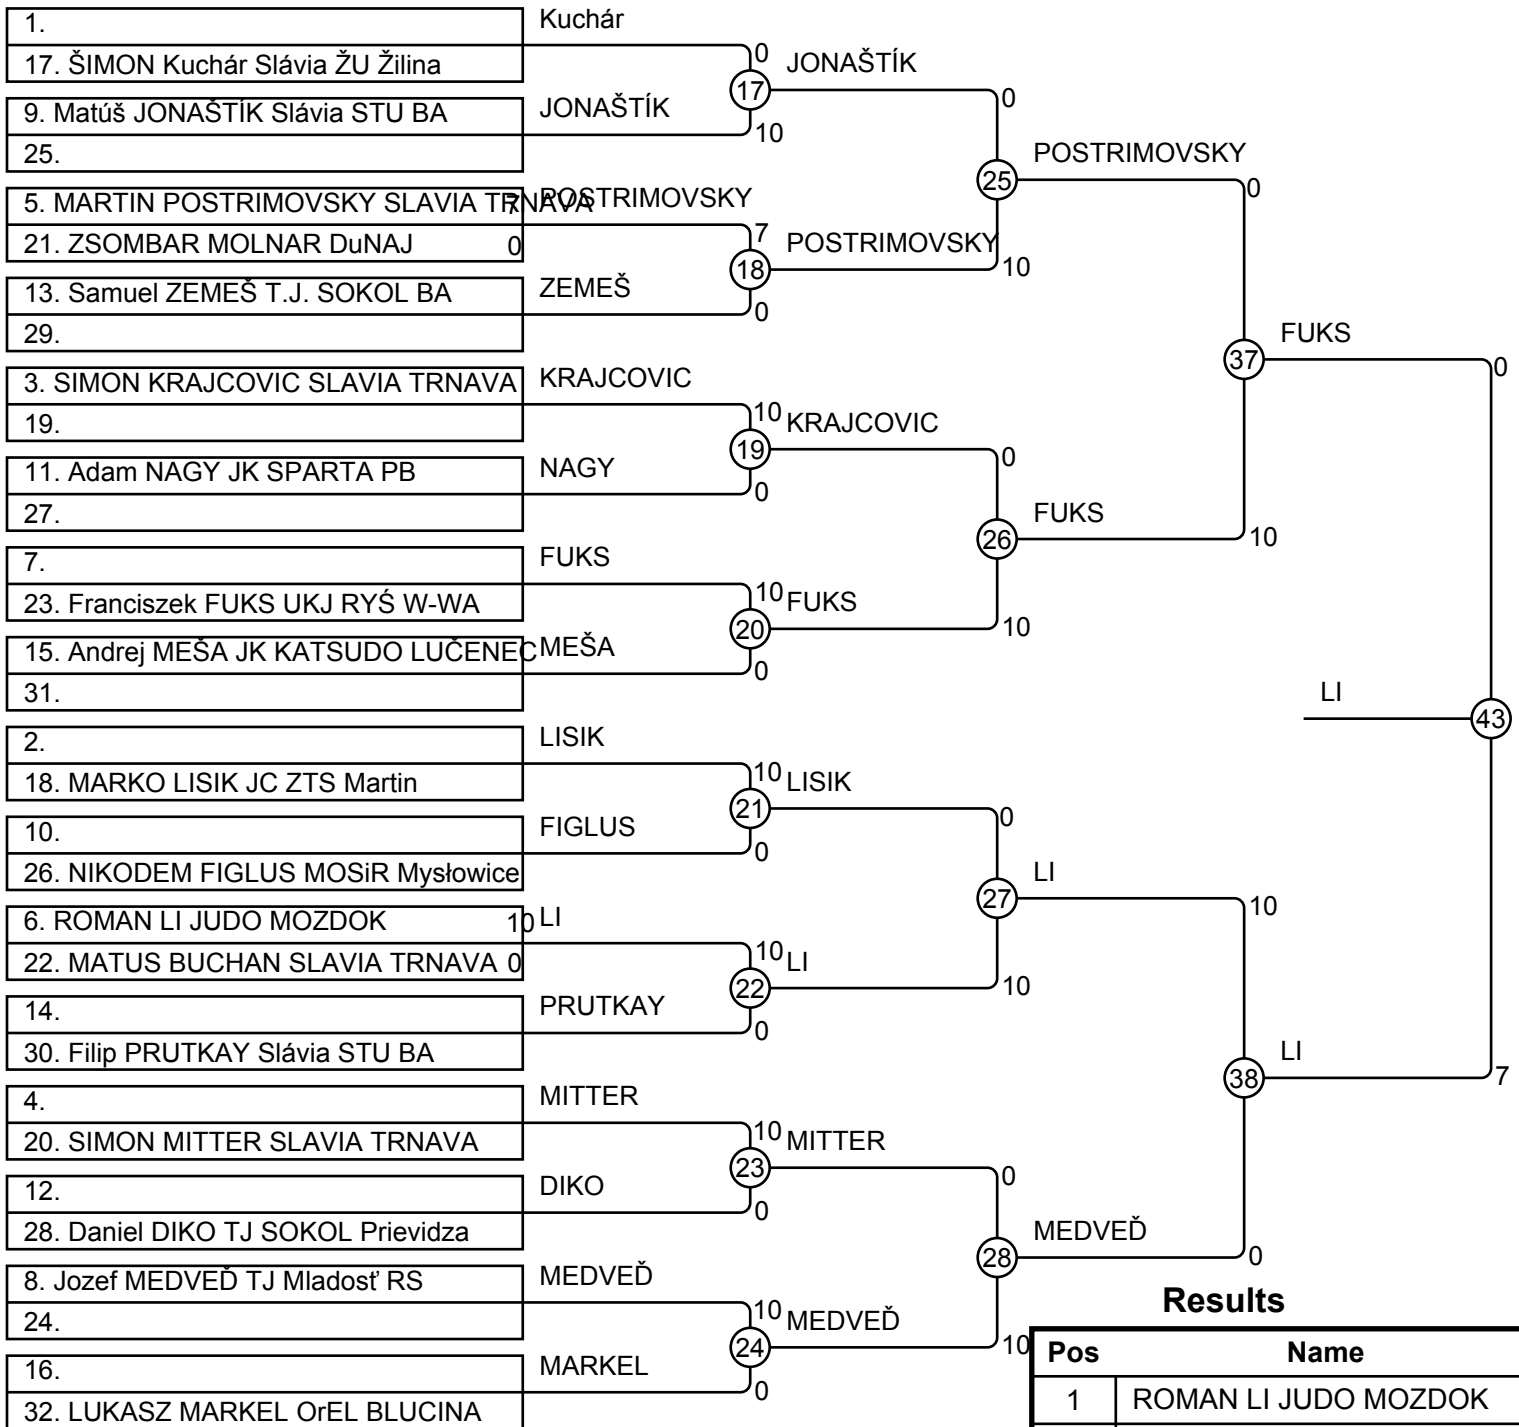 1.
17. ŠIMON Kuchár Slávia ŽU Žilina
9. Matúš JONAŠTÍK Slávia STU BA
25.
5. MARTIN POSTRIMOVSKY SLAVIA TRNAVA 7
21. ZSOMBAR MOLNAR DuNAJ 0
13. Samuel ZEMEŠ T.J. SOKOL BA
29.
3. SIMON KRAJCOVIC SLAVIA TRNAVA
19.
11. Adam NAGY JK SPARTA PB
27.
7.
23. Franciszek FUKS UKJ RYŚ W-WA
15. Andrej MEŠA JK KATSUDO LUČENEC
31.
2.
18. MARKO LISIK JC ZTS Martin
10.
26. NIKODEM FIGLUS MOSiR Mysłowice
6. ROMAN LI JUDO MOZDOK 10
22. MATUS BUCHAN SLAVIA TRNAVA 0
14.
30. Filip PRUTKAY Slávia STU BA
4.
20. SIMON MITTER SLAVIA TRNAVA
12.
28. Daniel DIKO TJ SOKOL Prievidza
8. Jozef MEDVEĎ TJ Mladosť RS
24.
16.
32. LUKASZ MARKEL OrEL BLUCINA
Kuchár
0
17
JONAŠTÍK
10
POSTRIMOVSKY
7
18
ZEMEŠ
0
KRAJCOVIC
10
19
NAGY
0
FUKS
10
20
MEŠA
0
LISIK
10
21
FIGLUS
0
LI
10
22
PRUTKAY
0
MITTER
10
23
DIKO
0
MEDVEĎ
10
24
MARKEL
0
JONAŠTÍK
0
25
POSTRIMOVSKY
10
KRAJCOVIC
0
26
FUKS
10
LISIK
0
27
LI
10
MITTER
0
28
MEDVEĎ
10
POSTRIMOVSKY
0
37
FUKS
10
LI
10
38
MEDVEĎ
0
FUKS
0
LI
43
LI
7
Results
Pos Name
1 ROMAN LI JUDO MOZDOK